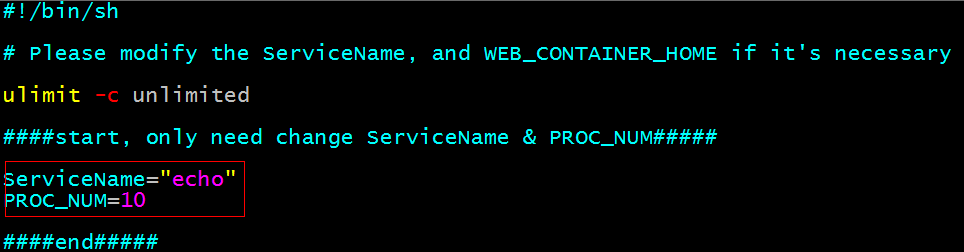 #!/bin/sh
# Please modify the ServiceName, and WEB_CONTAINER_HOME if it's necessary
ulimit -c unlimited
####start, only need change ServiceName & PROC_NUM#####
ServiceName="echo"
PROC_NUM=10
####end#####